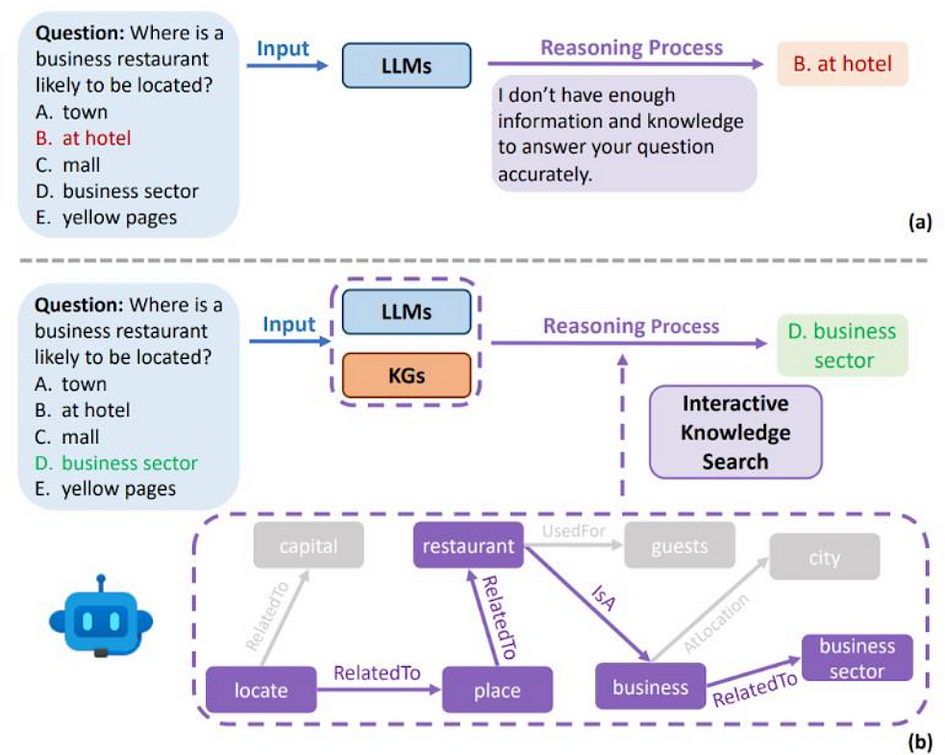 Question: Where is a
business restaurant
likely to be located?
A. town
B. at hotel
C. mall
D. business sector
E. yellow pages
Input
LLMs
Reasoning Process
I don't have enough
information and knowledge
to answer your question
accurately.
B. at hotel
(a)
Question: Where is a
business restaurant
likely to be located?
A. town
B. at hotel
C. mall
D. business sector
E. yellow pages
Input
LLMs
KGs
Reasoning Process
D. business
sector
Interactive
Knowledge
Search
capital
restaurant
UsedFor
guests
city
RelatedTo
RelatedTo
IsA
AtLocation
locate
RelatedTo
place
business
RelatedTo
business
sector
(b)